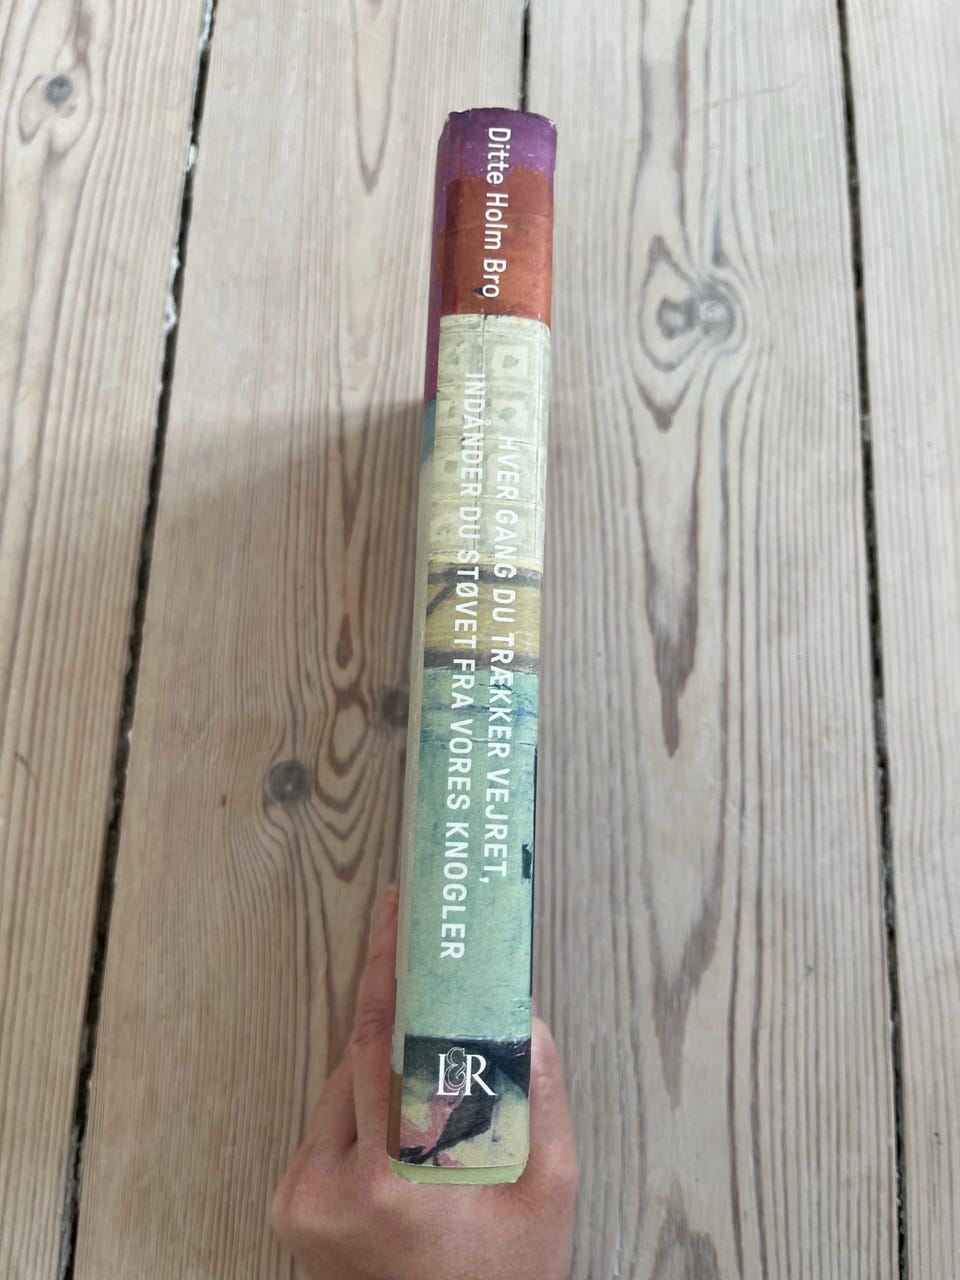 Ditte Holm Bro
HVER GANG DU TRÆKKER VEJRET,
INDÅNDER DU STØVET FRA VORES KNOGLER
L&R